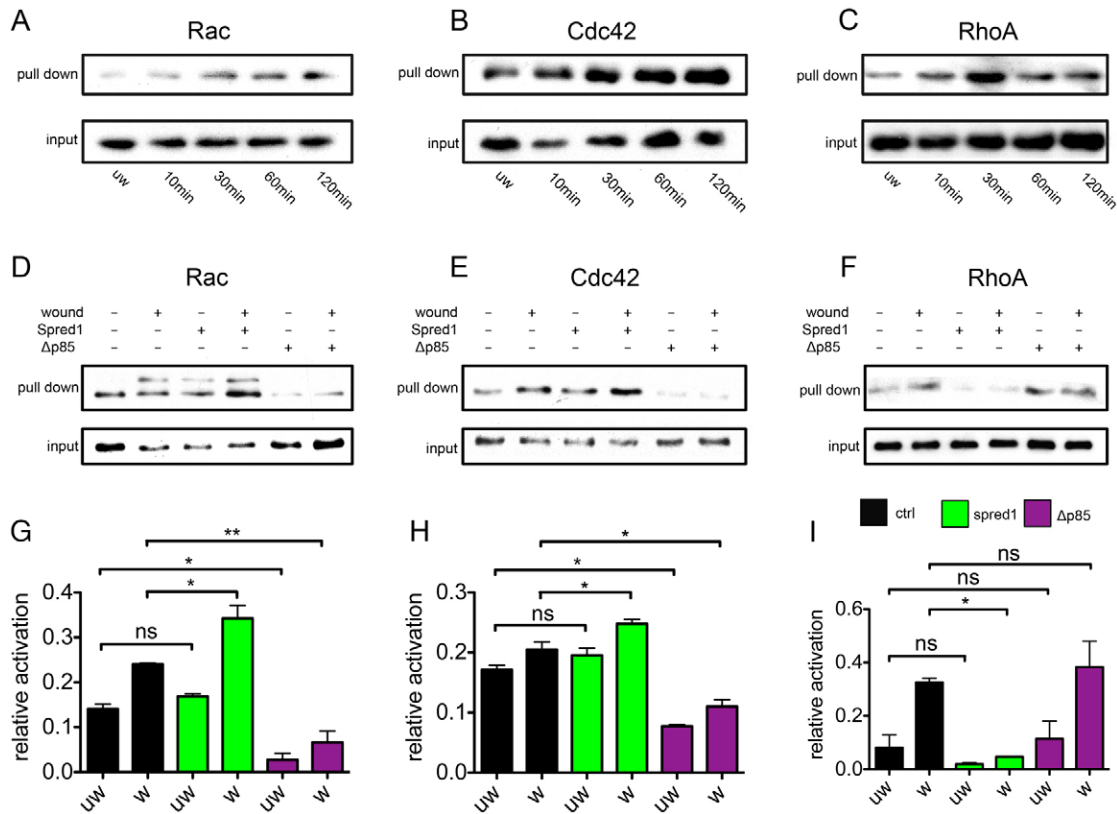 A Rac
pull down
input
uw 10min 30min 60min 120min
B Cdc42
pull down
input
uw 10min 30min 60min 120min
C RhoA
pull down
input
uw 10min 30min 60min 120min
D Rac
wound – + – + – +
Spred1 – – + + – –
Δp85 – – – – + +
pull down
input
E Cdc42
wound – + – + – +
Spred1 – – + + – –
Δp85 – – – – + +
pull down
input
F RhoA
wound – + – + – +
Spred1 – – + + – –
Δp85 – – – – + +
pull down
input
ctrl spred1 Δp85
G
**
*
*
ns
relative activation
0.4
0.3
0.2
0.1
0.0
uw w uw w uw w
H
*
*
*
ns
relative activation
0.3
0.2
0.1
0.0
uw w uw w uw w
I
ns
ns
*
ns
relative activation
0.6
0.4
0.2
0.0
uw w uw w uw w